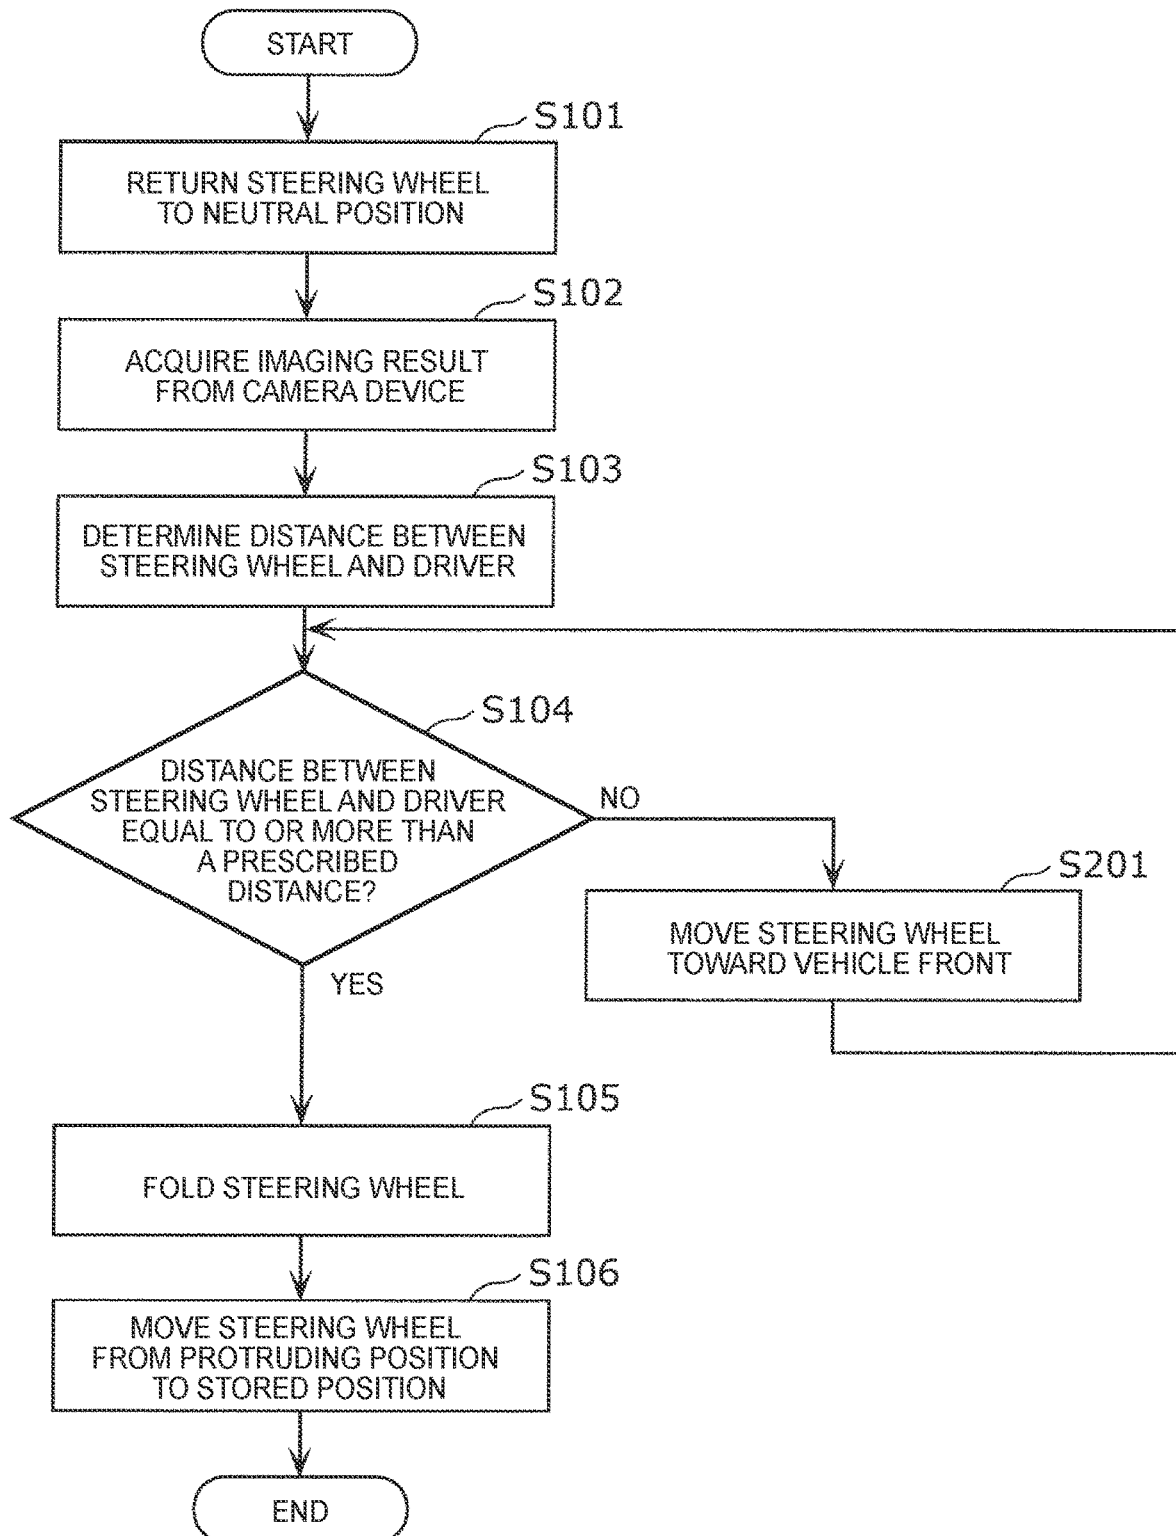 START
S101
RETURN STEERING WHEEL
TO NEUTRAL POSITION
S102
ACQUIRE IMAGING RESULT
FROM CAMERA DEVICE
S103
DETERMINE DISTANCE BETWEEN
STEERING WHEEL AND DRIVER
S104
DISTANCE BETWEEN
STEERING WHEEL AND DRIVER
EQUAL TO OR MORE THAN
A PRESCRIBED
DISTANCE?
NO
S201
MOVE STEERING WHEEL
TOWARD VEHICLE FRONT
YES
S105
FOLD STEERING WHEEL
S106
MOVE STEERING WHEEL
FROM PROTRUDING POSITION
TO STORED POSITION
END